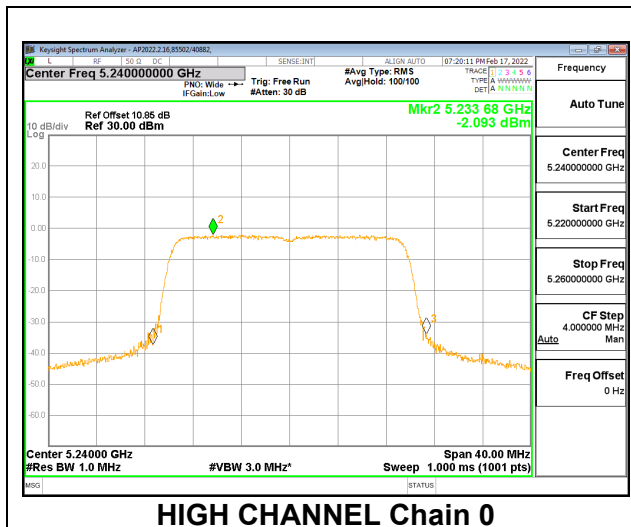 Keysight Spectrum Analyzer - AP2022.2.16,85502/40882,
L RF 50 Ω DC SENSE:INT ALIGN AUTO 07:20:11 PM Feb 17, 2022
Center Freq 5.240000000 GHz #Avg Type: RMS TRACE 1 2 3 4 5 6
PNO: Wide Trig: Free Run Avg|Hold: 100/100 TYPE A WWWWW
IFGain:Low #Atten: 30 dB DET A N N N N N
Mkr2 5.233 68 GHz
-2.093 dBm
Ref Offset 10.85 dB
10 dB/div Ref 30.00 dBm
Log
20.0
10.0
0.00
-10.0
-20.0
-30.0
-40.0
-50.0
-60.0
2
1
3
Center 5.24000 GHz Span 40.00 MHz
#Res BW 1.0 MHz #VBW 3.0 MHz* Sweep 1.000 ms (1001 pts)
MSG STATUS
Frequency
Auto Tune
Center Freq
5.240000000 GHz
Start Freq
5.220000000 GHz
Stop Freq
5.260000000 GHz
CF Step
4.000000 MHz
Auto Man
Freq Offset
0 Hz
HIGH CHANNEL Chain 0